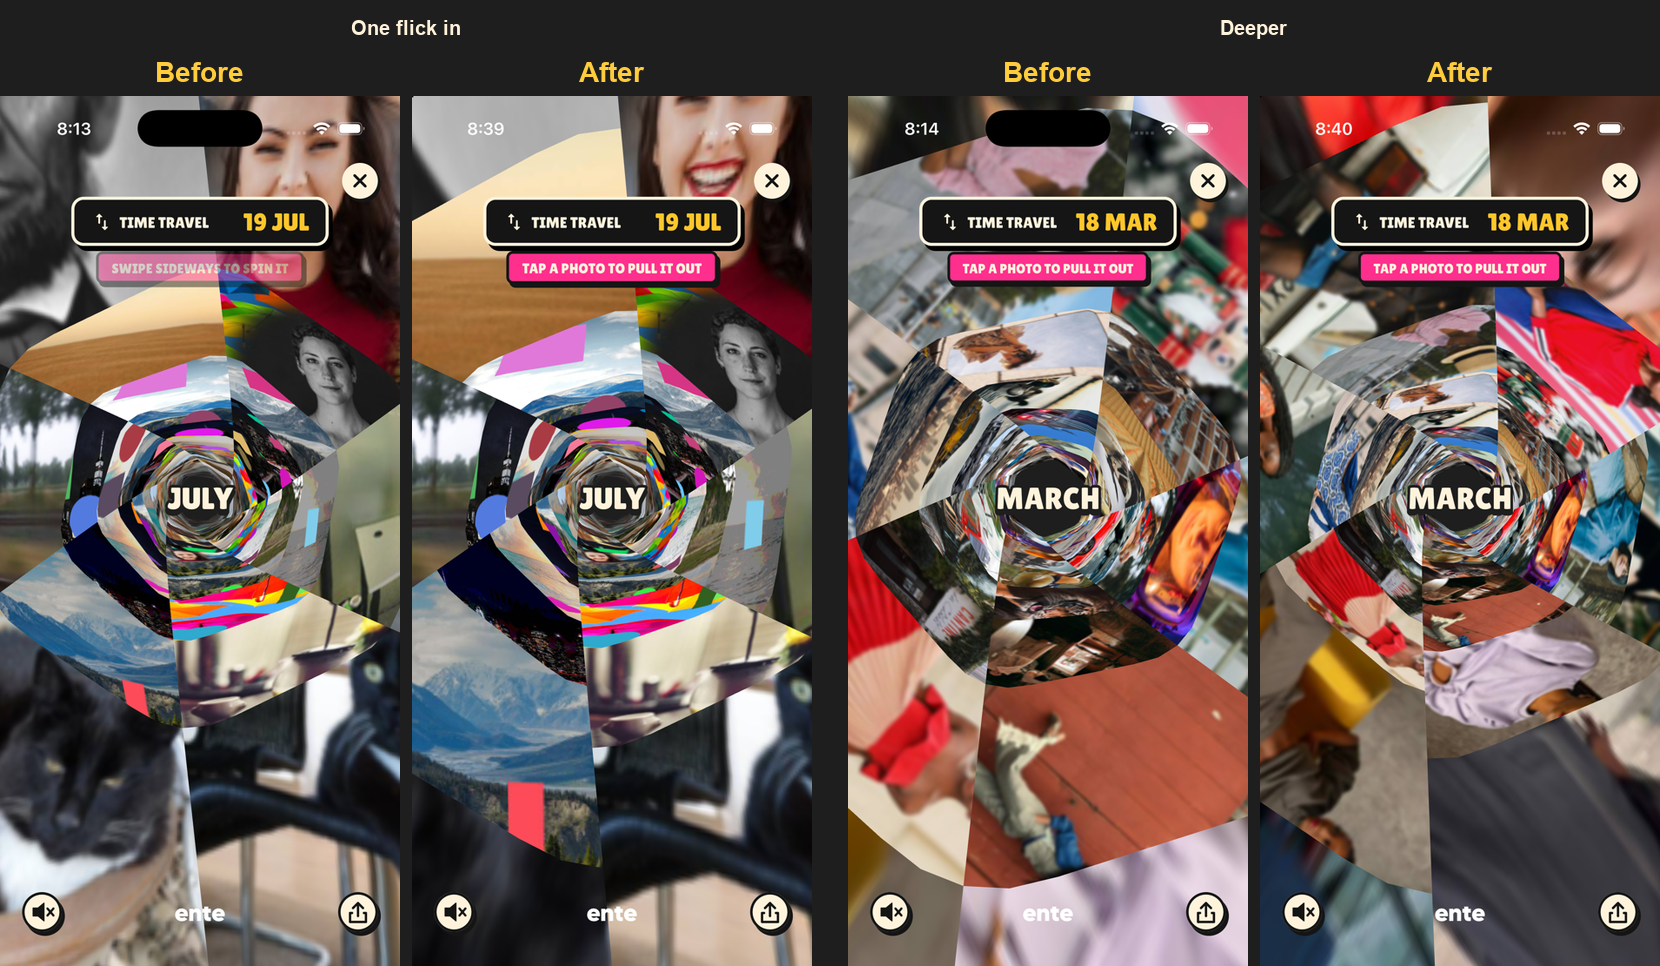 One flick in
Deeper
Before
After
Before
After
8:13
8:39
8:14
8:40
TIME TRAVEL 19 JUL
TIME TRAVEL 19 JUL
TIME TRAVEL 18 MAR
TIME TRAVEL 18 MAR
SWIPE SIDEWAYS TO SPIN IT
TAP A PHOTO TO PULL IT OUT
TAP A PHOTO TO PULL IT OUT
TAP A PHOTO TO PULL IT OUT
JULY
JULY
MARCH
MARCH
ente
ente
ente
ente